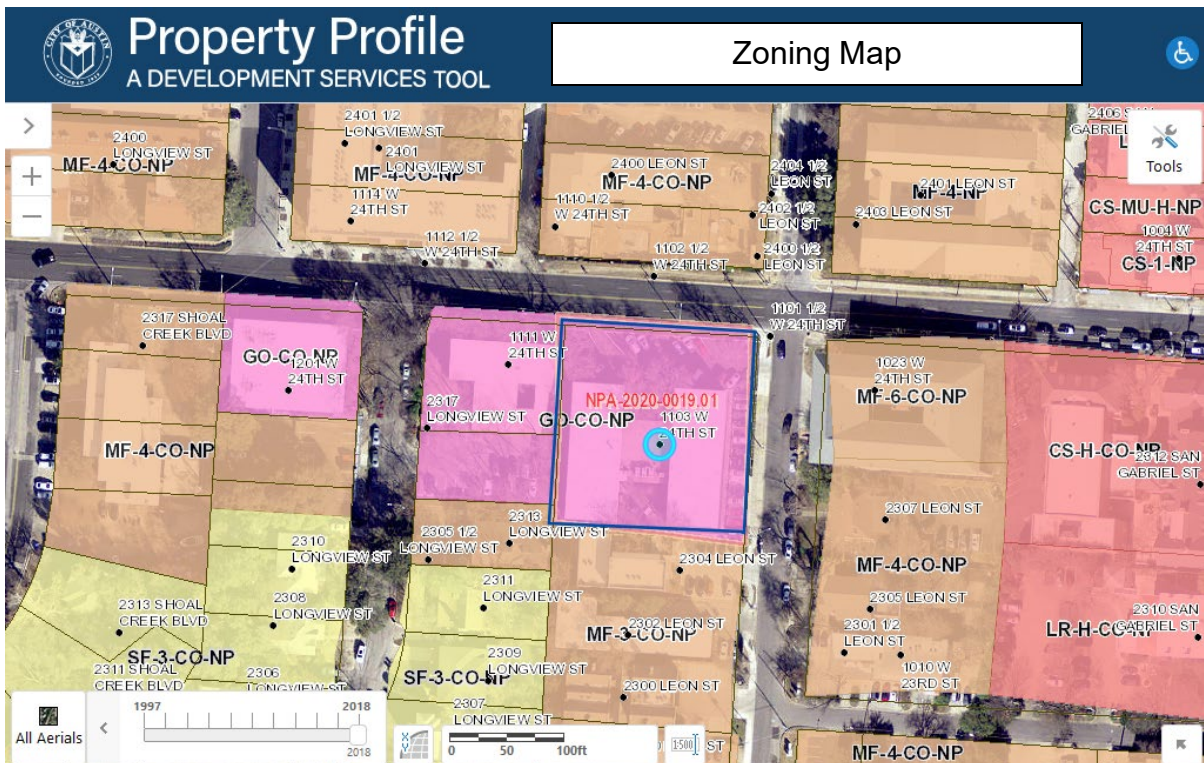 CITY OF AUSTIN
FOUNDED 1839
Property Profile
A DEVELOPMENT SERVICES TOOL
Zoning Map
Tools
2400
LONGVIEW ST
MF-4-CO-NP
2401 1/2
LONGVIEW ST
2401
LONGVIEW ST
MF-4-CO-NP
1114 W
24TH ST
1112 1/2
W 24TH ST
2400 LEON ST
MF-4-CO-NP
1110 1/2
W 24TH ST
2404 1/2
LEON ST
2402 1/2
LEON ST
2400 1/2
LEON ST
1102 1/2
W 24TH ST
2401 LEON ST
MF-4-NP
2403 LEON ST
2406 SAN
GABRIEL
CS-MU-H-NP
1004 W
24TH ST
CS-1-NP
2317 SHOAL
CREEK BLVD
GO-CO-NP
1201 W
24TH ST
MF-4-CO-NP
1111 W
24TH ST
2317
LONGVIEW ST
GO-CO-NP
NPA-2020-0019.01
1103 W
24TH ST
1101 1/2
W 24TH ST
1023 W
24TH ST
MF-6-CO-NP
CS-H-CO-NP
2312 SAN
GABRIEL ST
2307 LEON ST
MF-4-CO-NP
2305 LEON ST
2301 1/2
LEON ST
1010 W
23RD ST
2310 SAN
GABRIEL ST
LR-H-CO-NP
2310
LONGVIEW ST
2308
LONGVIEW ST
2313 SHOAL
CREEK BLVD
SF-3-CO-NP
2311 SHOAL
CREEK BLVD
2306
LONGVIEW ST
2305 1/2
LONGVIEW ST
2313
LONGVIEW ST
2311
LONGVIEW ST
2309
LONGVIEW ST
SF-3-CO-NP
2307
LONGVIEW ST
2304 LEON ST
2302 LEON ST
MF-3-CO-NP
2300 LEON ST
MF-4-CO-NP
All Aerials
1997
2018
2018
X Y
0 50 100ft
1:500
ST